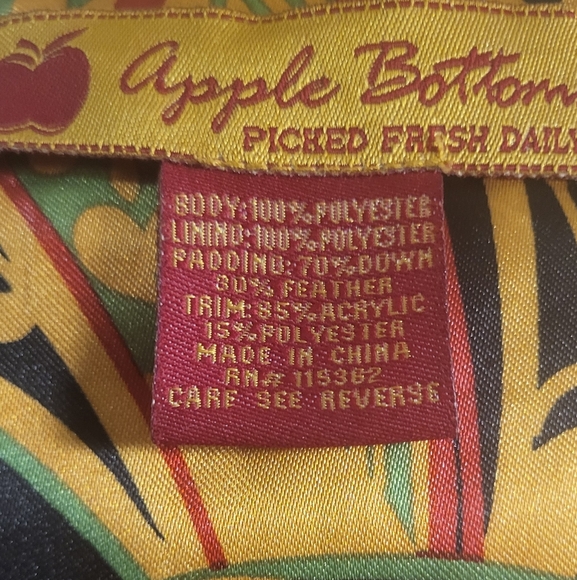 Apple Bottom
PICKED FRESH DAILY
BODY: 100% POLYESTER
LINING: 100% POLYESTER
PADDING: 70% DOWN
30% FEATHER
TRIM: 85% ACRYLIC
15% POLYESTER
MADE IN CHINA
RN# 115362
CARE SEE REVERSE